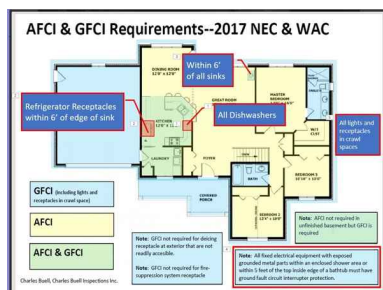 AFCI & GFCI Requirements--2017 NEC & WAC
Within 6'
of all sinks
DINING ROOM
GREAT ROOM
MASTER
BEDROOM
Refrigerator Receptacles
within 6' of edge of sink
KITCHEN
All Dishwashers
W/I
All lights and
receptacles
in crawl
spaces
LAUNDRY
FOYER
BATH
BEDROOM 3
COVERED
PORCH
BEDROOM 2
GFCI (including lights and
receptacles in crawl space)
AFCI
AFCI & GFCI
Note: GFCI not required for deicing
receptacle at exterior that are not
readily accessible.
Note: GFCI not required for fire-
suppression system receptacle
Note: AFCI not required in
unfinished basement but GFCI is
required
Note: All fixed electrical equipment with exposed
grounded metal parts within an enclosed shower area or
within 5 feet of the top inside edge of a bathtub must have
ground fault circuit interrupter protection.
Charles Buell, Charles Buell Inspections Inc.